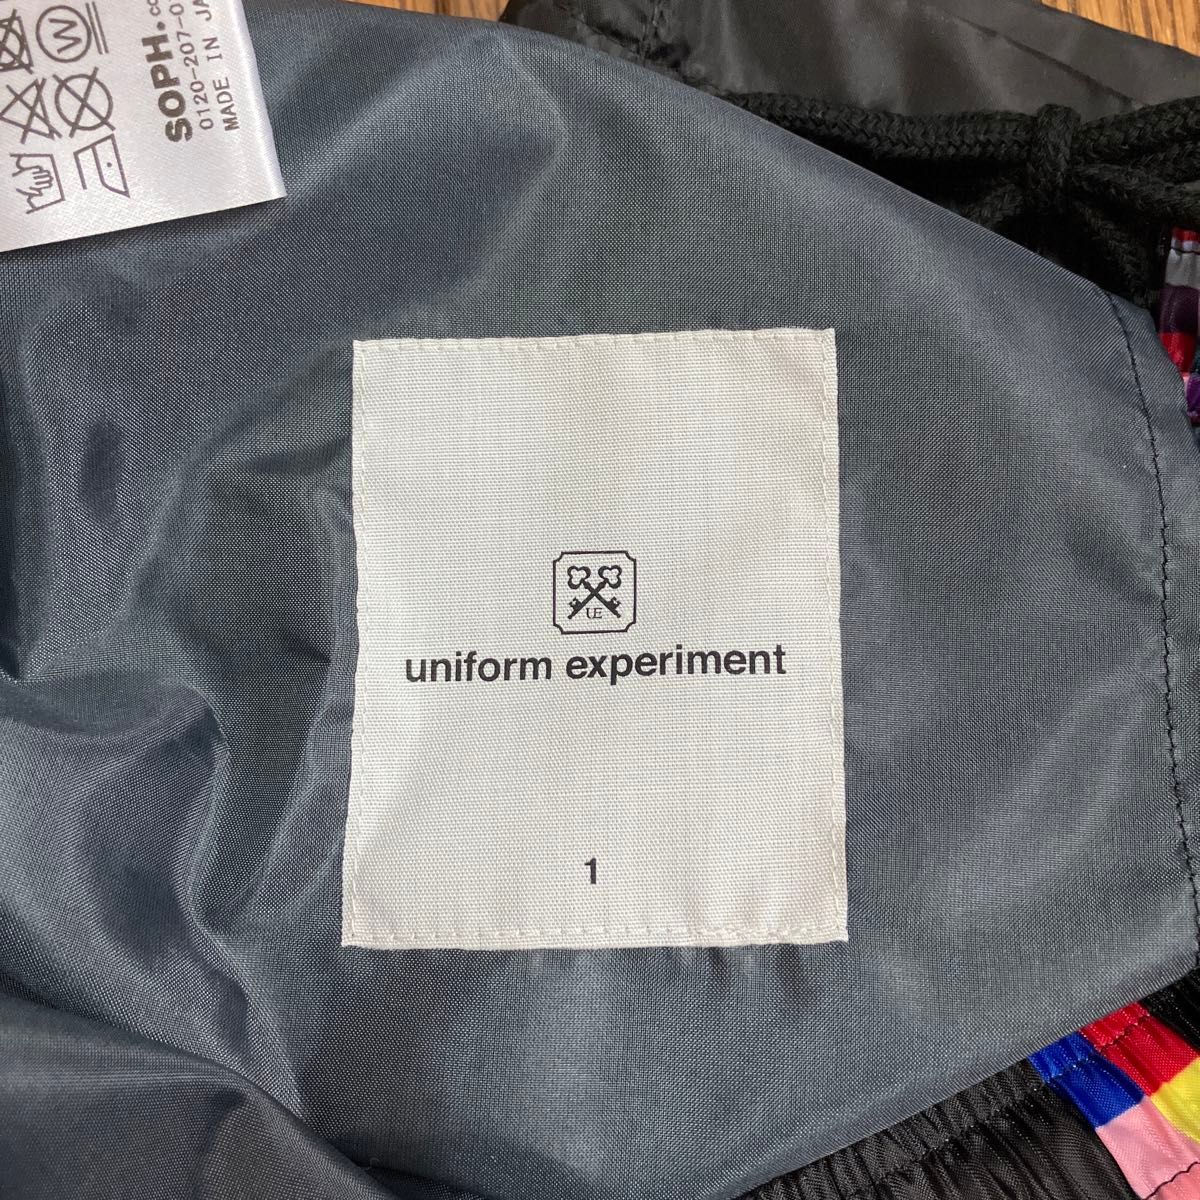 SOPH.co
0120-207-0
MADE IN JA
W
UE
uniform experiment
1